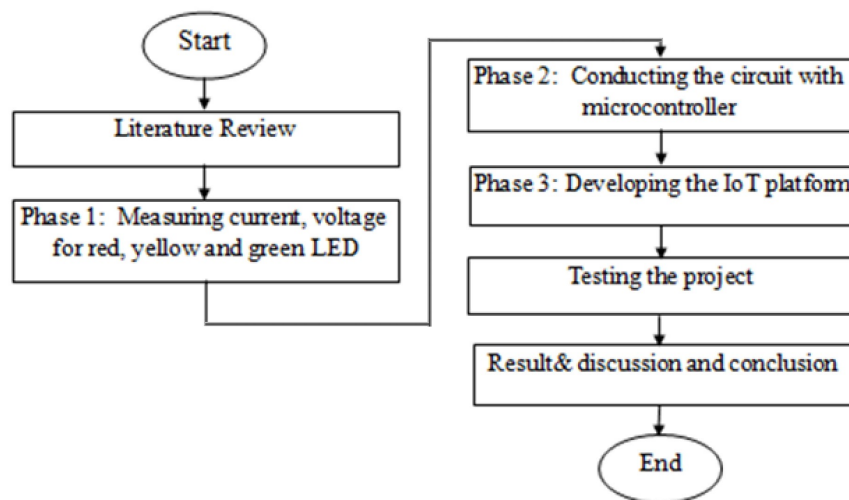 Start
Literature Review
Phase 1: Measuring current, voltage
for red, yellow and green LED
Phase 2: Conducting the circuit with
microcontroller
Phase 3: Developing the IoT platform
Testing the project
Result& discussion and conclusion
End